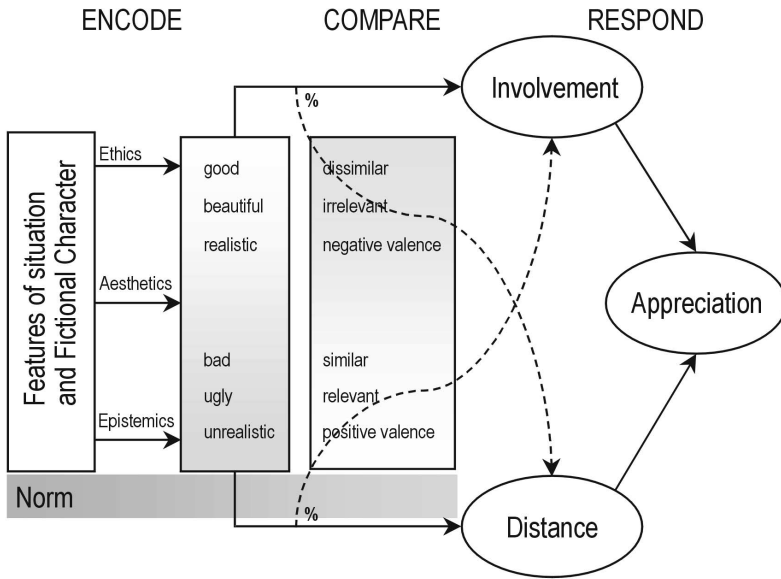 ENCODE
COMPARE
RESPOND
Features of situation
and Fictional Character
Ethics
Aesthetics
Epistemics
good
beautiful
realistic
bad
ugly
unrealistic
%
dissimilar
irrelevant
negative valence
similar
relevant
positive valence
%
Involvement
Appreciation
Distance
Norm